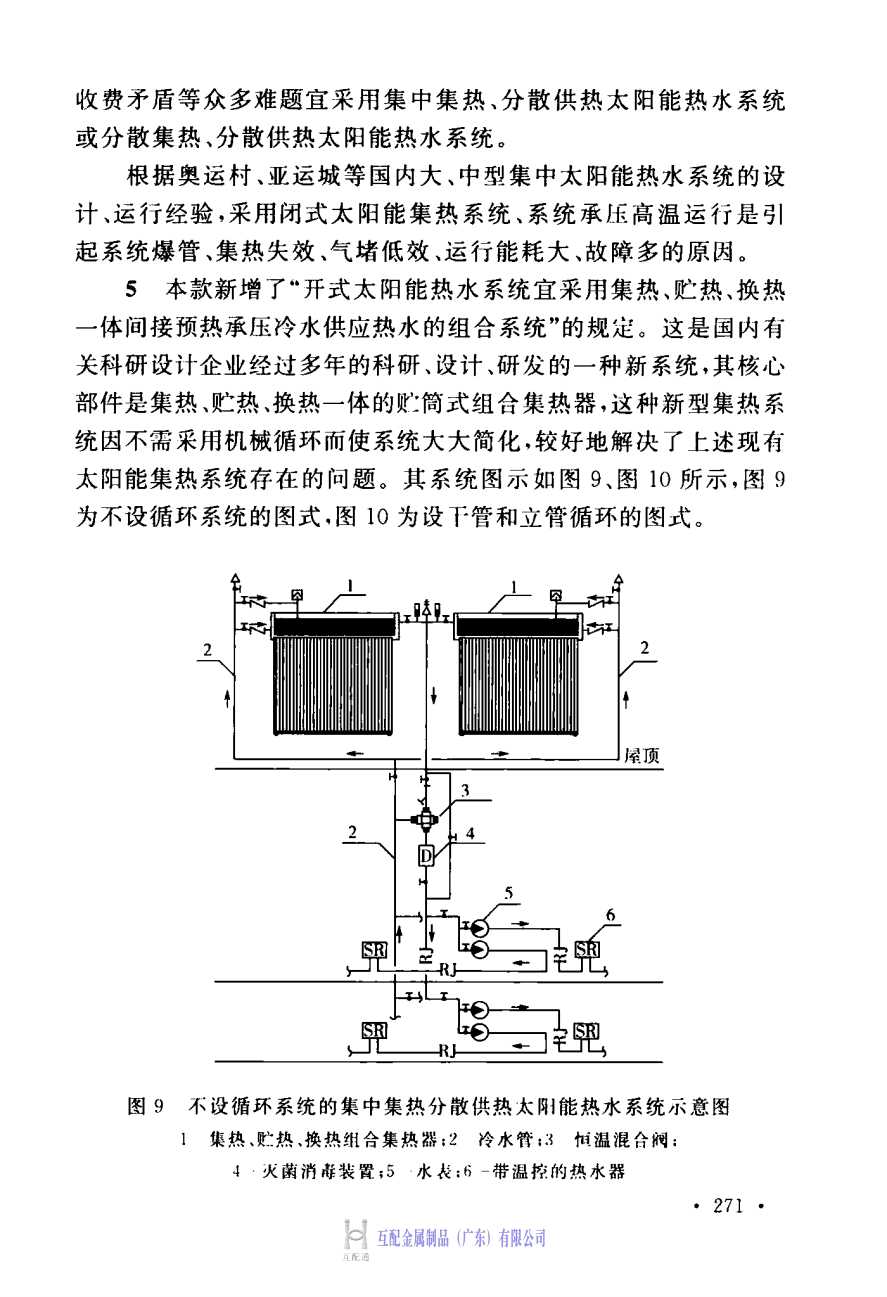 收费矛盾等众多难题宜采用集中集热、分散供热太阳能热水系统
或分散集热、分散供热太阳能热水系统。
根据奥运村、亚运城等国内大、中型集中太阳能热水系统的设
计、运行经验,采用闭式太阳能集热系统、系统承压高温运行是引
起系统爆管、集热失效、气堵低效、运行能耗大、故障多的原因。
5 本款新增了“开式太阳能热水系统宜采用集热、贮热、换热
一体间接预热承压冷水供应热水的组合系统”的规定。这是国内有
关科研设计企业经过多年的科研、设计、研发的一种新系统,其核心
部件是集热、贮热、换热一体的贮筒式组合集热器,这种新型集热系
统因不需采用机械循环而使系统大大简化,较好地解决了上述现有
太阳能集热系统存在的问题。其系统图示如图 9、图 10 所示,图 9
为不设循环系统的图式,图 10 为设干管和立管循环的图式。
1 1
2 2
屋顶
3
2 D 4
5
6
SR RJ RJ SR
RJ
SR RJ SR
RJ
图 9 不设循环系统的集中集热分散供热太阳能热水系统示意图
1 集热、贮热、换热组合集热器;2 冷水管;3 恒温混合阀;
4 灭菌消毒装置;5 水表;6 -带温控的热水器
· 271 ·
互配通 互配金属制品(广东)有限公司